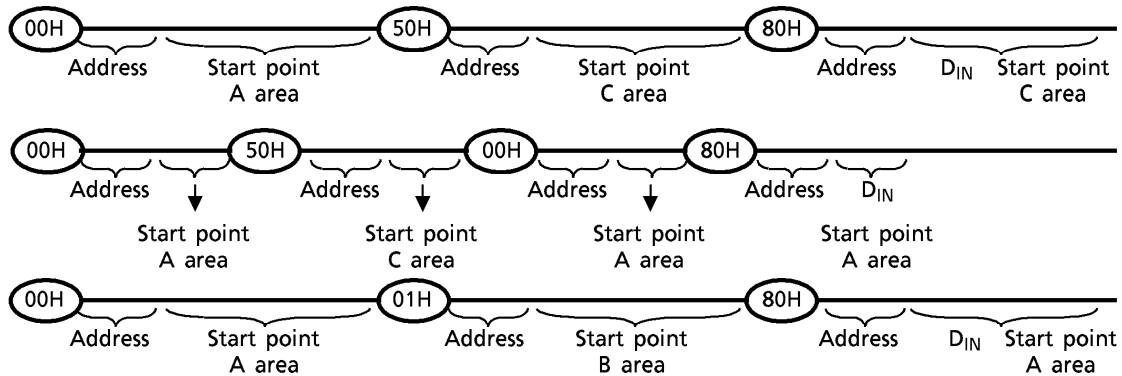 00H 50H 80H
Address Start point Address Start point Address DIN Start point
A area C area C area
00H 50H 00H 80H
Address Address Address Address DIN
Start point Start point Start point Start point
A area C area A area A area
00H 01H 80H
Address Start point Address Start point Address DIN Start point
A area B area A area